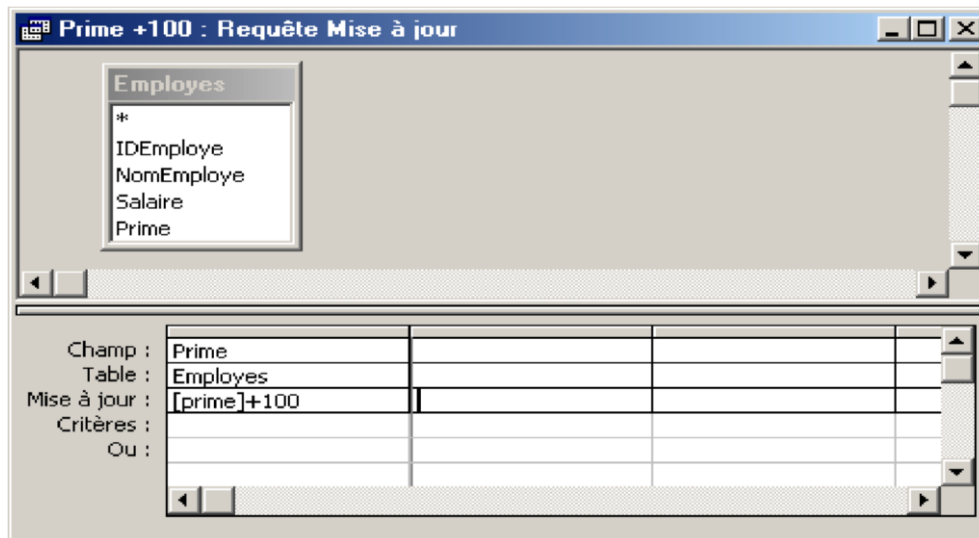 Prime +100 : Requête Mise à jour
Employes
*
IDEmploye
NomEmploye
Salaire
Prime
Champ : Prime
Table : Employes
Mise à jour : [prime]+100
Critères :
Ou :